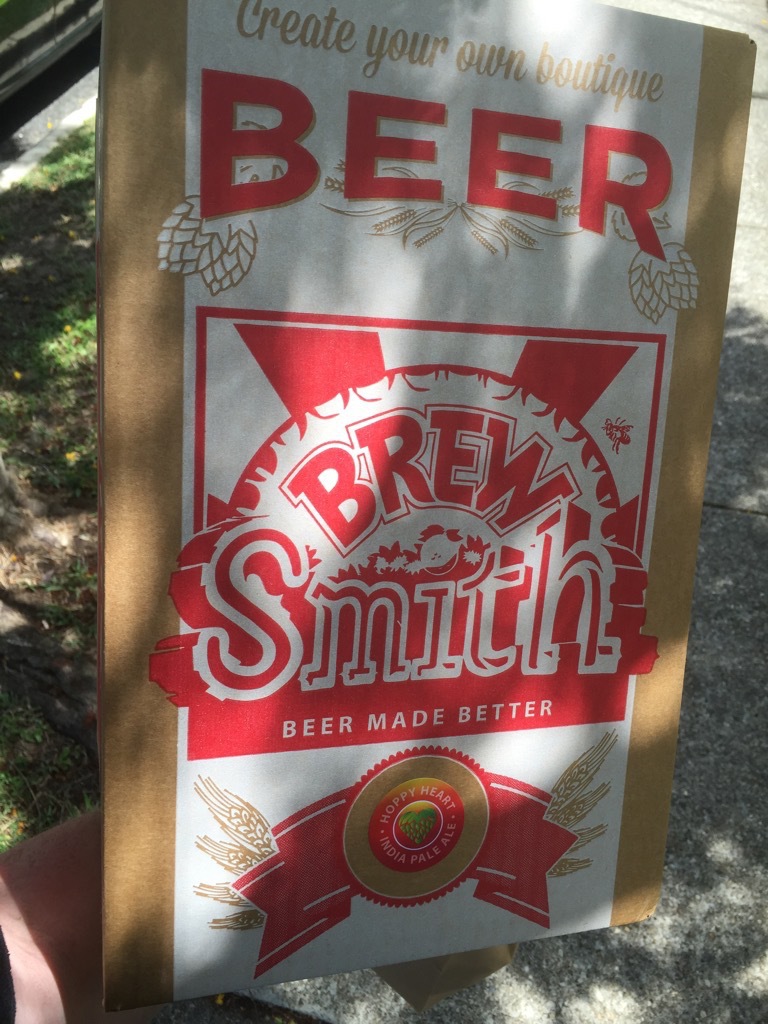 Create your own boutique
BEER
BREW
Smith
BEER MADE BETTER
HOPPY HEART
INDIA PALE ALE